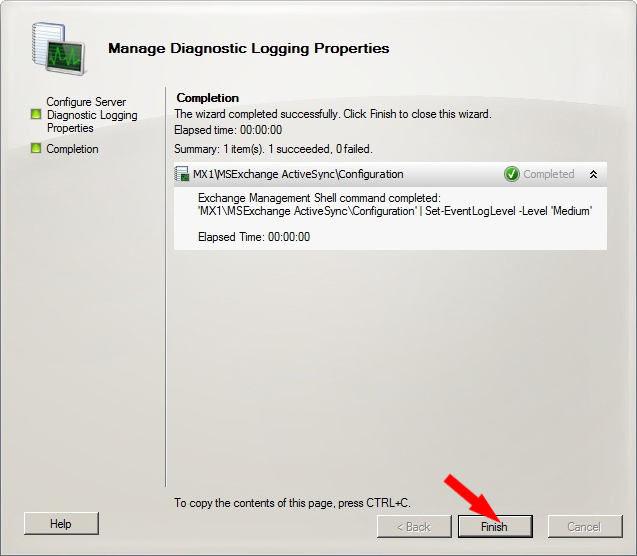 Manage Diagnostic Logging Properties
Configure Server
Diagnostic Logging
Properties
Completion
Completion
The wizard completed successfully. Click Finish to close this wizard.
Elapsed time: 00:00:00
Summary: 1 item(s). 1 succeeded, 0 failed.
MX1\MSExchange ActiveSync\Configuration Completed
Exchange Management Shell command completed:
'MX1\MSExchange ActiveSync\Configuration' | Set-EventLogLevel -Level 'Medium'
Elapsed Time: 00:00:00
To copy the contents of this page, press CTRL+C.
Help < Back Finish Cancel